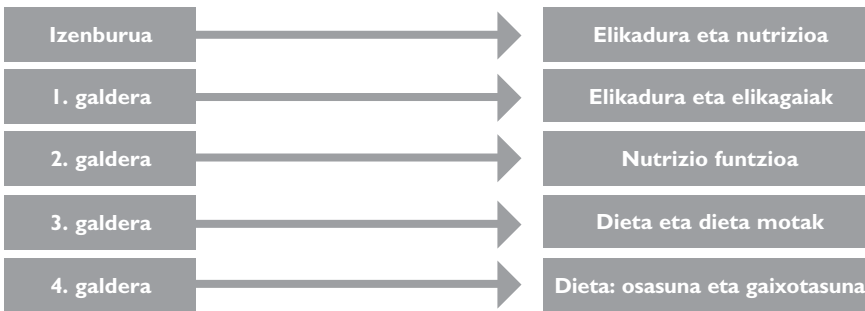 Izenburua Elikadura eta nutrizioa
1. galdera Elikadura eta elikagaiak
2. galdera Nutrizio funtzioa
3. galdera Dieta eta dieta motak
4. galdera Dieta: osasuna eta gaixotasuna